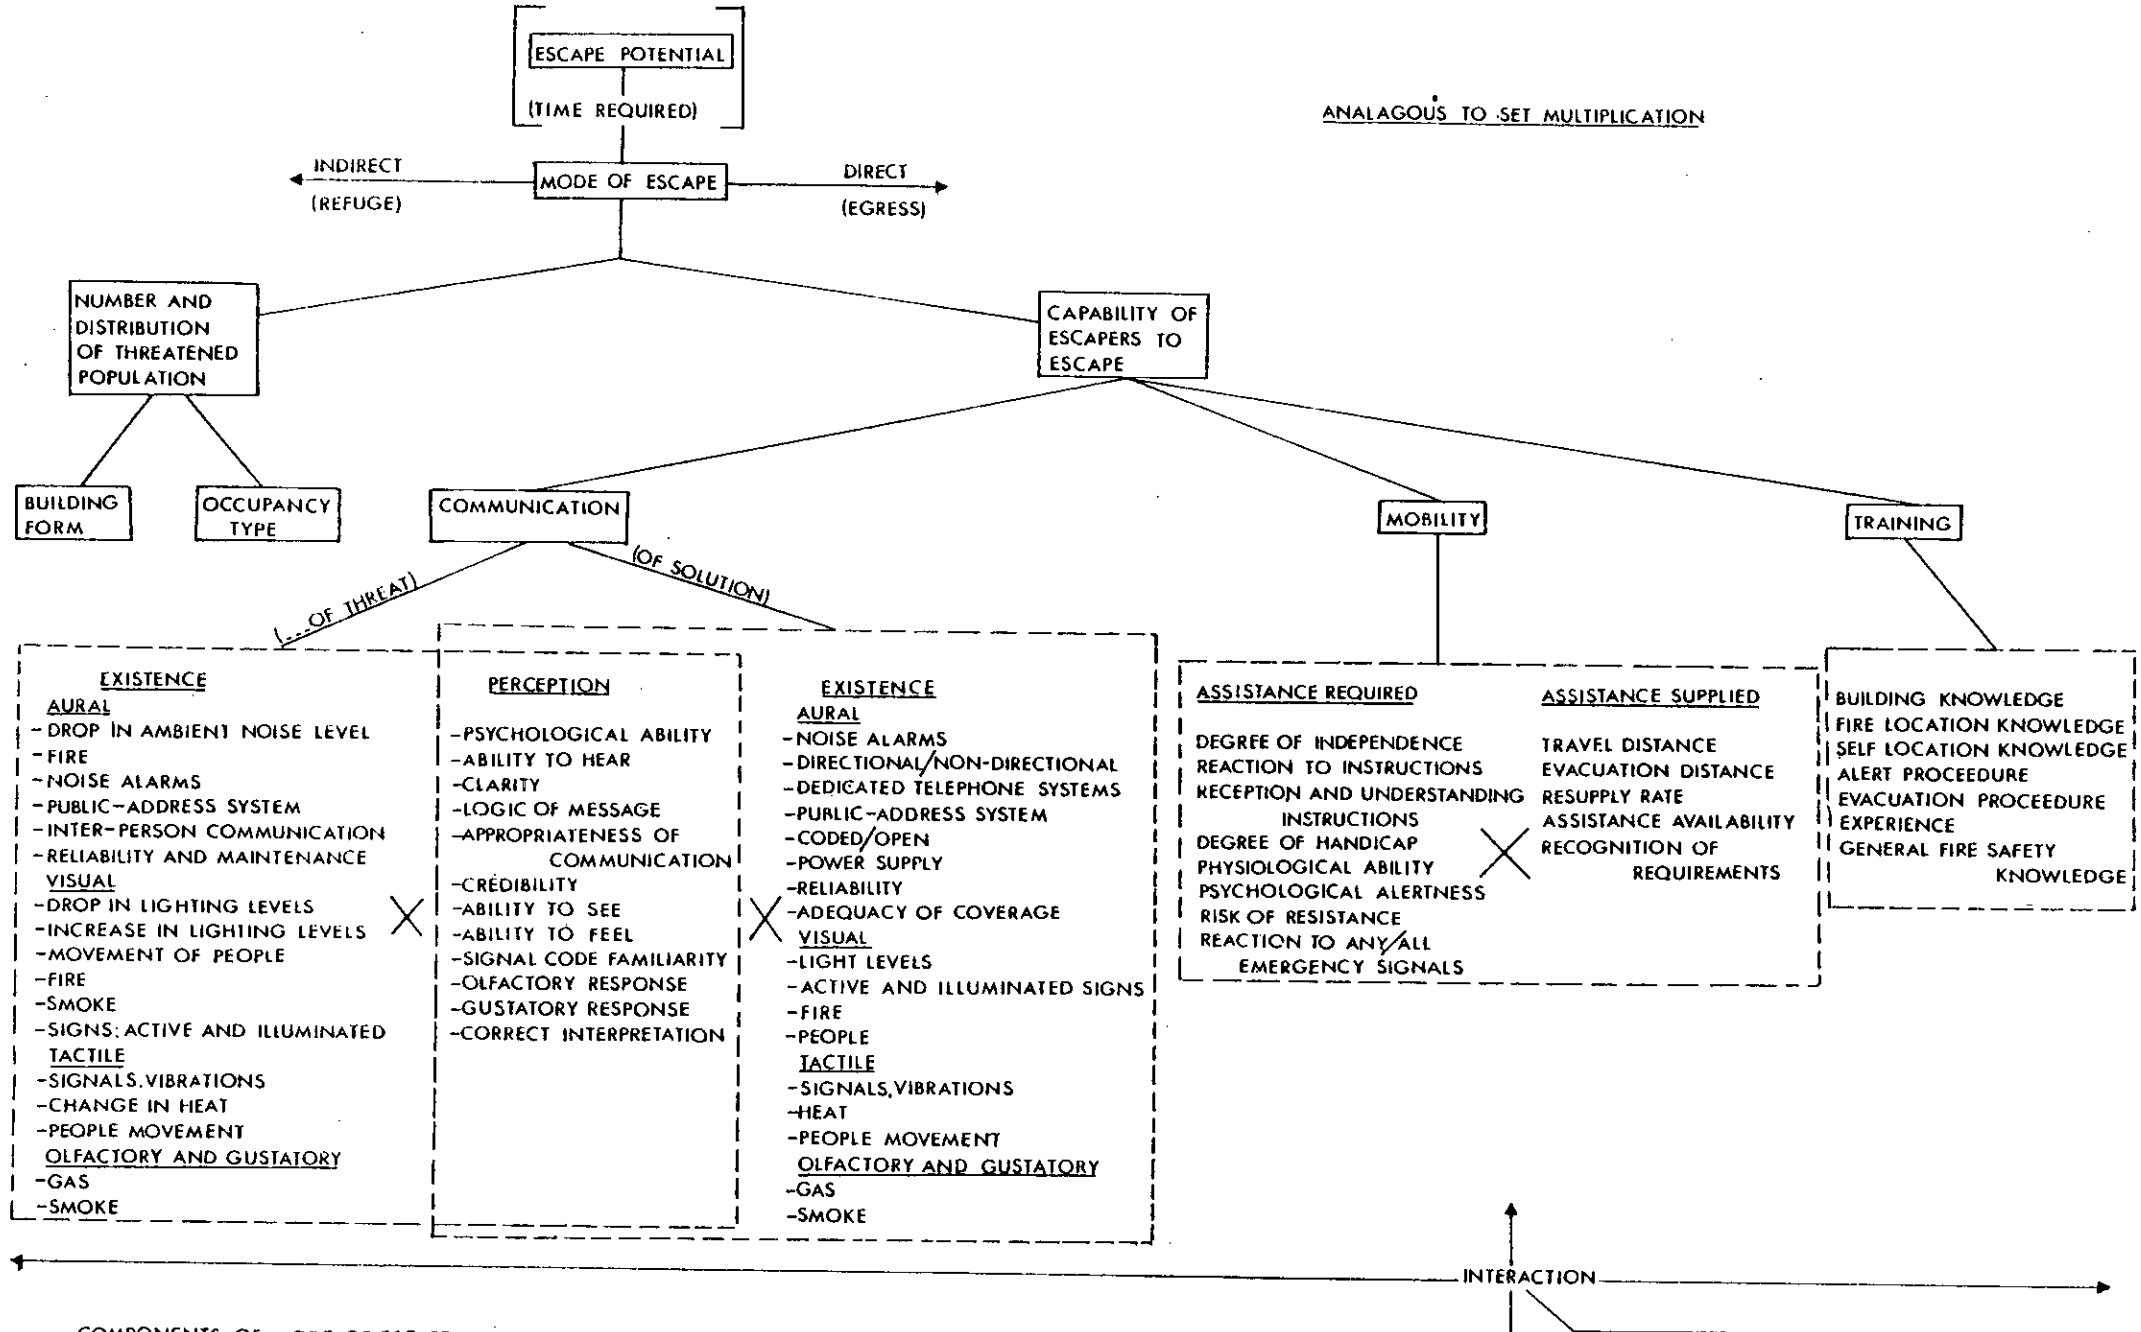 ESCAPE POTENTIAL
(TIME REQUIRED)
ANALAGOUS TO SET MULTIPLICATION
INDIRECT
(REFUGE)
MODE OF ESCAPE
DIRECT
(EGRESS)
NUMBER AND
DISTRIBUTION
OF THREATENED
POPULATION
CAPABILITY OF
ESCAPERS TO
ESCAPE
BUILDING
FORM
OCCUPANCY
TYPE
COMMUNICATION
MOBILITY
TRAINING
(---OF THREAT)
(OF SOLUTION)
EXISTENCE
AURAL
-DROP IN AMBIENT NOISE LEVEL
-FIRE
-NOISE ALARMS
-PUBLIC-ADDRESS SYSTEM
-INTER-PERSON COMMUNICATION
-RELIABILITY AND MAINTENANCE
VISUAL
-DROP IN LIGHTING LEVELS
-INCREASE IN LIGHTING LEVELS
-MOVEMENT OF PEOPLE
-FIRE
-SMOKE
-SIGNS: ACTIVE AND ILLUMINATED
TACTILE
-SIGNALS, VIBRATIONS
-CHANGE IN HEAT
-PEOPLE MOVEMENT
OLFACTORY AND GUSTATORY
-GAS
-SMOKE
PERCEPTION
-PSYCHOLOGICAL ABILITY
-ABILITY TO HEAR
-CLARITY
-LOGIC OF MESSAGE
-APPROPRIATENESS OF
COMMUNICATION
-CREDIBILITY
-ABILITY TO SEE
-ABILITY TO FEEL
-SIGNAL CODE FAMILIARITY
-OLFACTORY RESPONSE
-GUSTATORY RESPONSE
-CORRECT INTERPRETATION
EXISTENCE
AURAL
-NOISE ALARMS
-DIRECTIONAL/NON-DIRECTIONAL
-DEDICATED TELEPHONE SYSTEMS
-PUBLIC-ADDRESS SYSTEM
-CODED/OPEN
-POWER SUPPLY
-RELIABILITY
-ADEQUACY OF COVERAGE
VISUAL
-LIGHT LEVELS
-ACTIVE AND ILLUMINATED SIGNS
-FIRE
-PEOPLE
TACTILE
-SIGNALS, VIBRATIONS
-HEAT
-PEOPLE MOVEMENT
OLFACTORY AND GUSTATORY
-GAS
-SMOKE
ASSISTANCE REQUIRED
DEGREE OF INDEPENDENCE
REACTION TO INSTRUCTIONS
RECEPTION AND UNDERSTANDING
INSTRUCTIONS
DEGREE OF HANDICAP
PHYSIOLOGICAL ABILITY
PSYCHOLOGICAL ALERTNESS
RISK OF RESISTANCE
REACTION TO ANY/ALL
EMERGENCY SIGNALS
ASSISTANCE SUPPLIED
TRAVEL DISTANCE
EVACUATION DISTANCE
RESUPPLY RATE
ASSISTANCE AVAILABILITY
RECOGNITION OF
REQUIREMENTS
BUILDING KNOWLEDGE
FIRE LOCATION KNOWLEDGE
SELF LOCATION KNOWLEDGE
ALERT PROCEEDURE
EVACUATION PROCEEDURE
EXPERIENCE
GENERAL FIRE SAFETY
KNOWLEDGE
INTERACTION
COMPONENTS OF